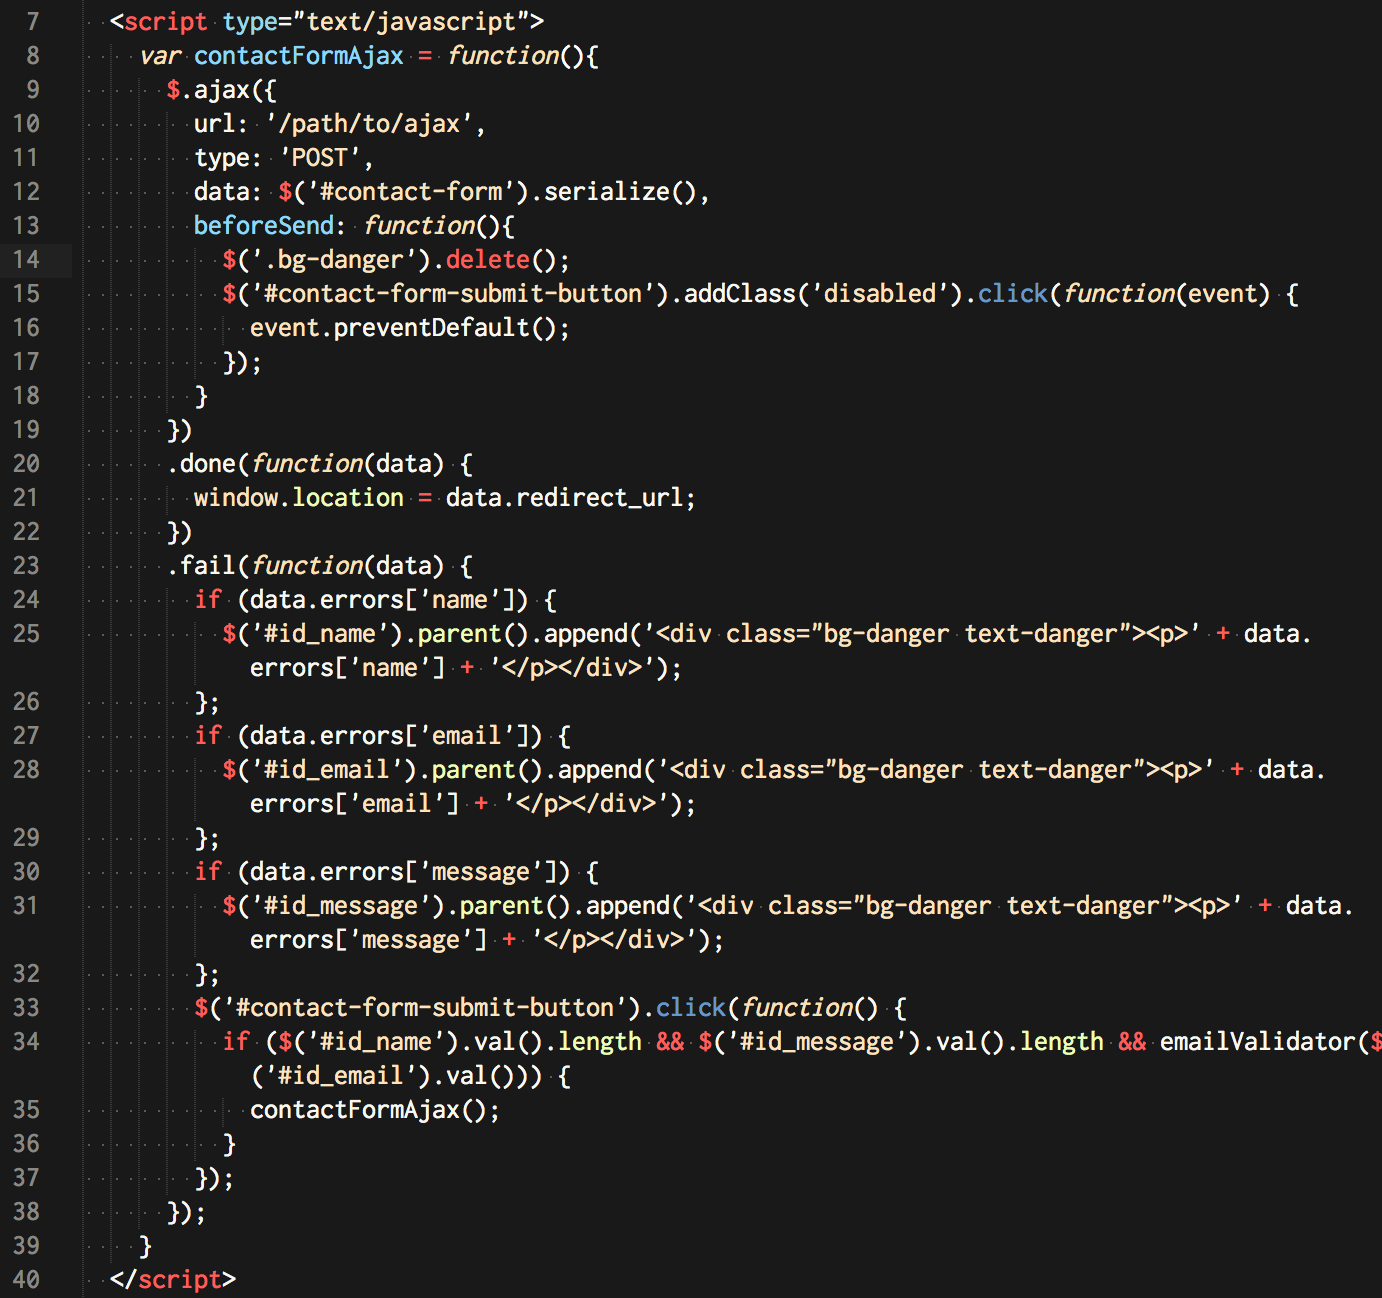 7 <script type="text/javascript">
8 var contactFormAjax = function(){
9 $.ajax({
10 url: '/path/to/ajax',
11 type: 'POST',
12 data: $('#contact-form').serialize(),
13 beforeSend: function(){
14 $('.bg-danger').delete();
15 $('#contact-form-submit-button').addClass('disabled').click(function(event) {
16 event.preventDefault();
17 });
18 }
19 })
20 .done(function(data) {
21 window.location = data.redirect_url;
22 })
23 .fail(function(data) {
24 if (data.errors['name']) {
25 $('#id_name').parent().append('<div class="bg-danger text-danger"><p>' + data.
errors['name'] + '</p></div>');
26 };
27 if (data.errors['email']) {
28 $('#id_email').parent().append('<div class="bg-danger text-danger"><p>' + data.
errors['email'] + '</p></div>');
29 };
30 if (data.errors['message']) {
31 $('#id_message').parent().append('<div class="bg-danger text-danger"><p>' + data.
errors['message'] + '</p></div>');
32 };
33 $('#contact-form-submit-button').click(function() {
34 if ($('#id_name').val().length && $('#id_message').val().length && emailValidator($
('#id_email').val())) {
35 contactFormAjax();
36 }
37 });
38 });
39 }
40 </script>